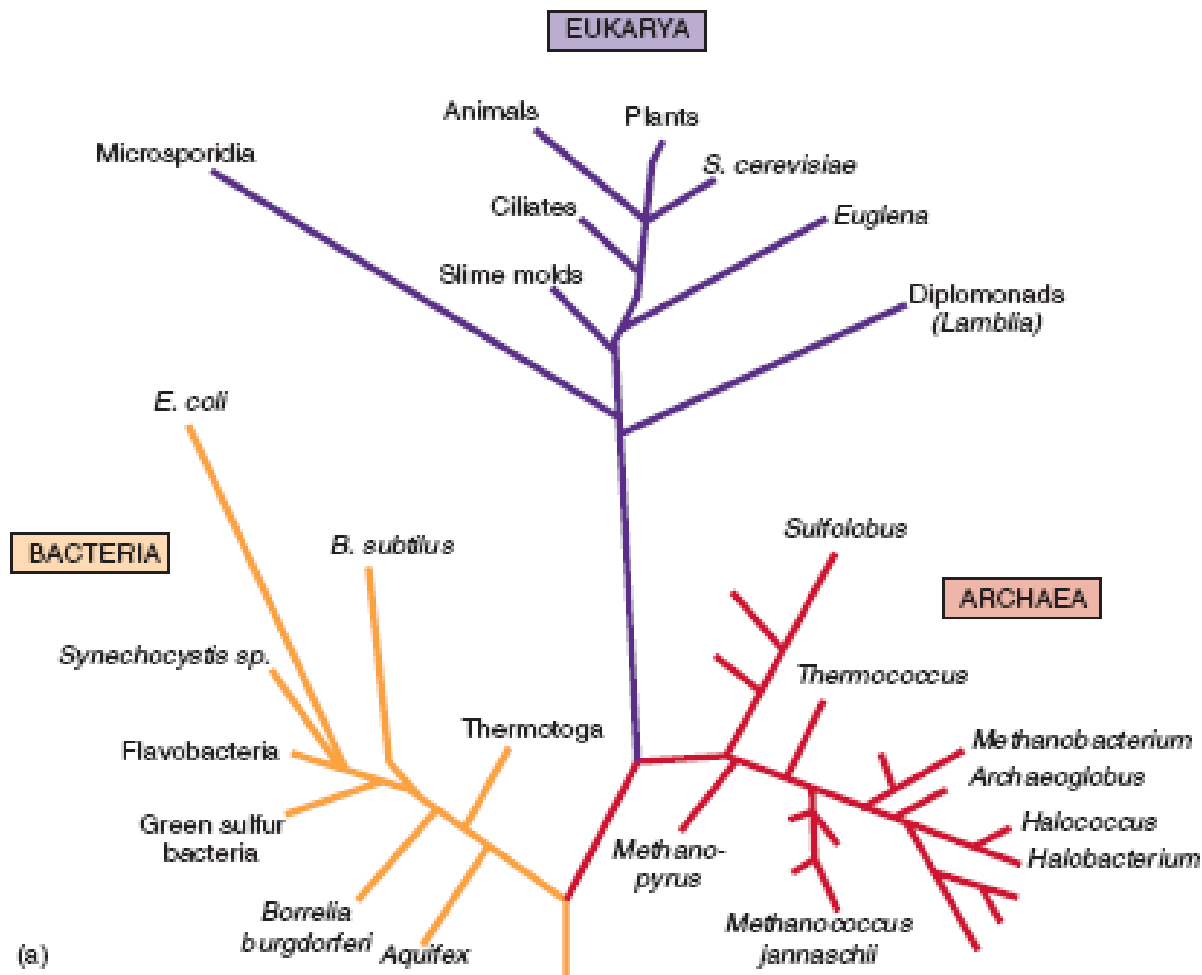 EUKARYA
Animals
Plants
Microsporidia
S. cerevisiae
Ciliates
Euglena
Slime molds
Diplomonads
(Lamblia)
E. coli
Sulfolobus
BACTERIA
B. subtilus
ARCHAEA
Synechocystis sp.
Thermococcus
Flavobacteria
Thermotoga
Methanobacterium
Archaeoglobus
Green sulfur
bacteria
Halococcus
Methano-
pyrus
Halobacterium
Borrelia
burgdorferi
Aquifex
Methanococcus
jannaschii
(a)